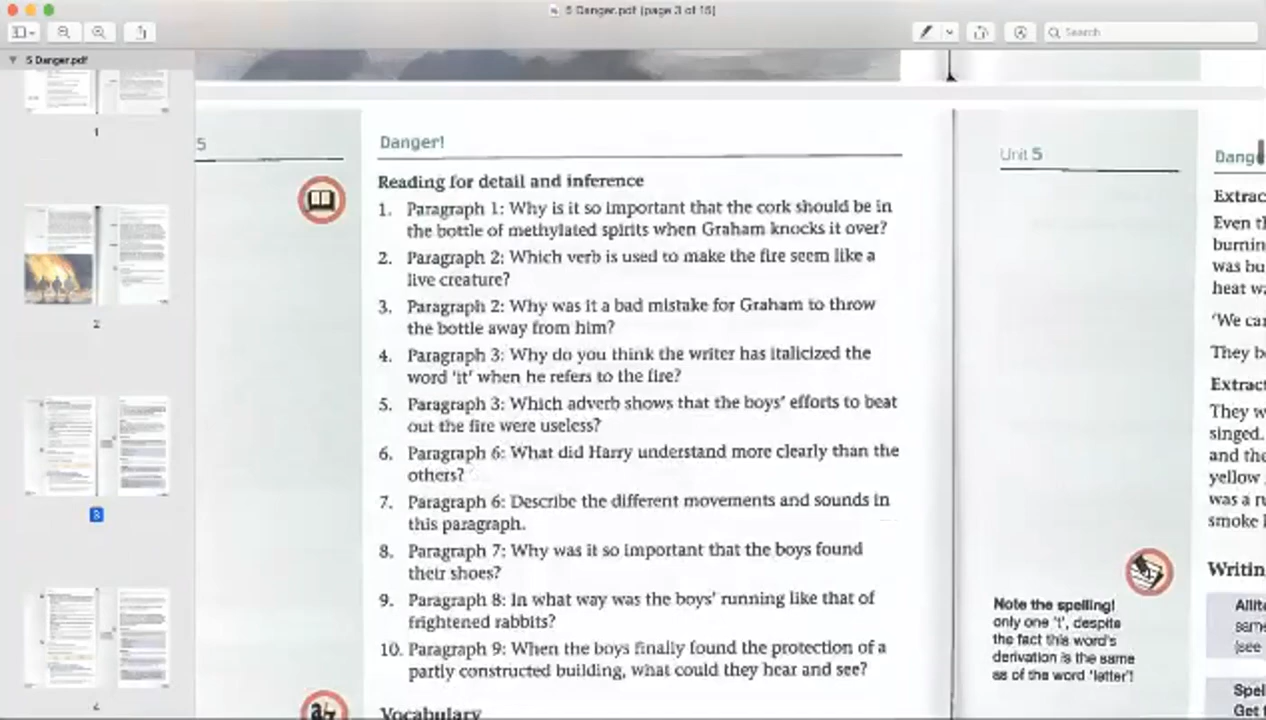 5 Danger.pdf (page 3 of 15)
Search
5 Danger.pdf
1
2
3
4
5
Danger!
Reading for detail and inference
1. Paragraph 1: Why is it so important that the cork should be in
the bottle of methylated spirits when Graham knocks it over?
2. Paragraph 2: Which verb is used to make the fire seem like a
live creature?
3. Paragraph 2: Why was it a bad mistake for Graham to throw
the bottle away from him?
4. Paragraph 3: Why do you think the writer has italicized the
word 'it' when he refers to the fire?
5. Paragraph 3: Which adverb shows that the boys' efforts to beat
out the fire were useless?
6. Paragraph 6: What did Harry understand more clearly than the
others?
7. Paragraph 6: Describe the different movements and sounds in
this paragraph.
8. Paragraph 7: Why was it so important that the boys found
their shoes?
9. Paragraph 8: In what way was the boys' running like that of
frightened rabbits?
10. Paragraph 9: When the boys finally found the protection of a
partly constructed building, what could they hear and see?
Vocabulary
Unit 5
Dange
Extrac
Even th
burnin
was bu
heat wa
'We can
They be
Extract
They w
singed.
and the
yellow
was a ru
smoke l
Note the spelling!
only one 't', despite
the fact this word's
derivation is the same
as of the word 'letter'!
Writin
Allite
same
(see
Spel
Get t